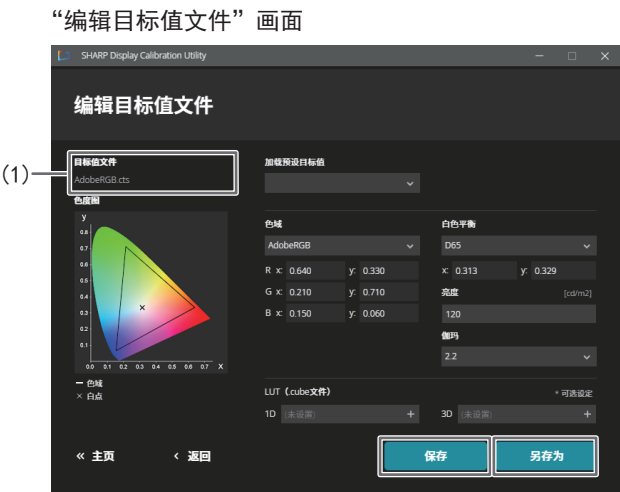 “编辑目标值文件”画面
SHARP Display Calibration Utility
编辑目标值文件
(1)
目标值文件
AdobeRGB.cts
加载预设目标值
色度图
y
0.8
0.7
0.6
0.5
0.4
0.3
0.2
0.1
0.0 0.1 0.2 0.3 0.4 0.5 0.6 0.7 X
色域
× 白点
色域
AdobeRGB
R x: 0.640 y: 0.330
G x: 0.210 y: 0.710
B x: 0.150 y: 0.060
白色平衡
D65
x: 0.313 y: 0.329
亮度 [cd/m2]
120
伽玛
2.2
LUT（.cube文件） * 可选设定
1D (未设置) + 3D (未设置) +
« 主页 ‹ 返回 保存 另存为